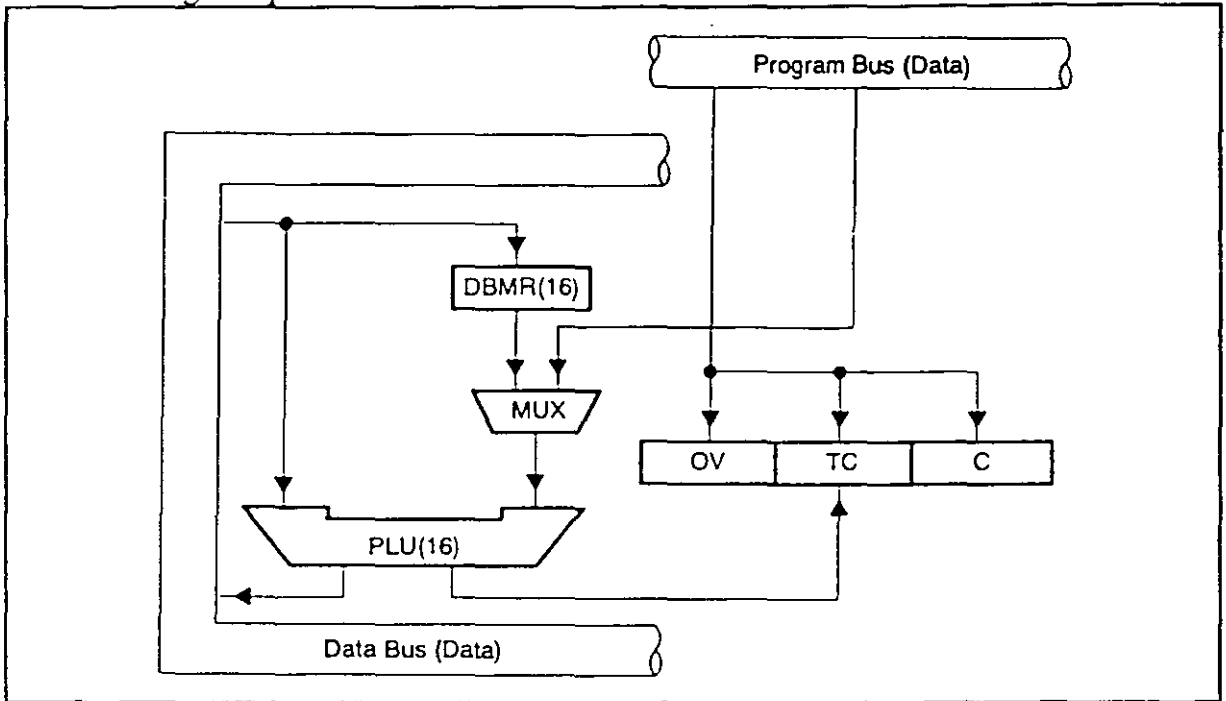 Program Bus (Data)
DBMR(16)
MUX
OV TC C
PLU(16)
Data Bus (Data)